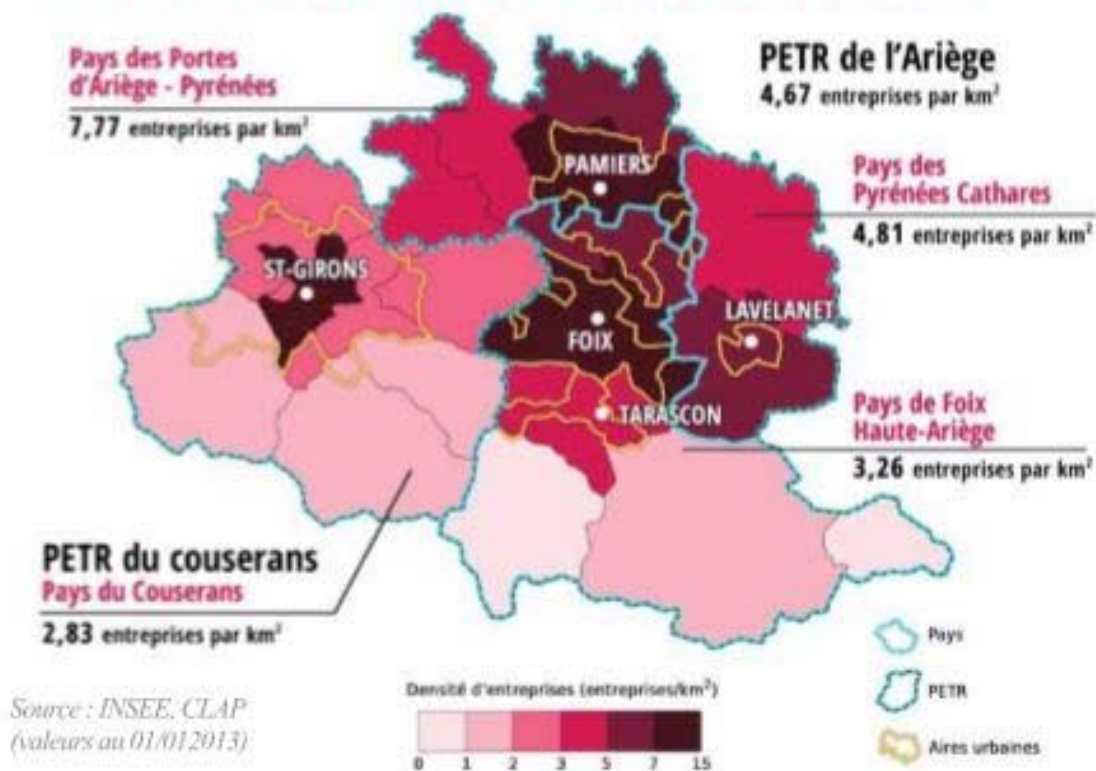 Pays des Portes
d'Ariège - Pyrénées
7,77 entreprises par km²
PETR de l'Ariège
4,67 entreprises par km²
PAMIERS
Pays des
Pyrénées Cathares
4,81 entreprises par km²
ST-GIRONS
LAVELANET
FOIX
TARASCON
Pays de Foix
Haute-Ariège
3,26 entreprises par km²
PETR du couserans
Pays du Couserans
2,83 entreprises par km²
Pays
PETR
Aires urbaines
Densité d'entreprises (entreprises/km²)
0 1 2 3 5 7 15
Source : INSEE, CLAP
(valeurs au 01/012013)